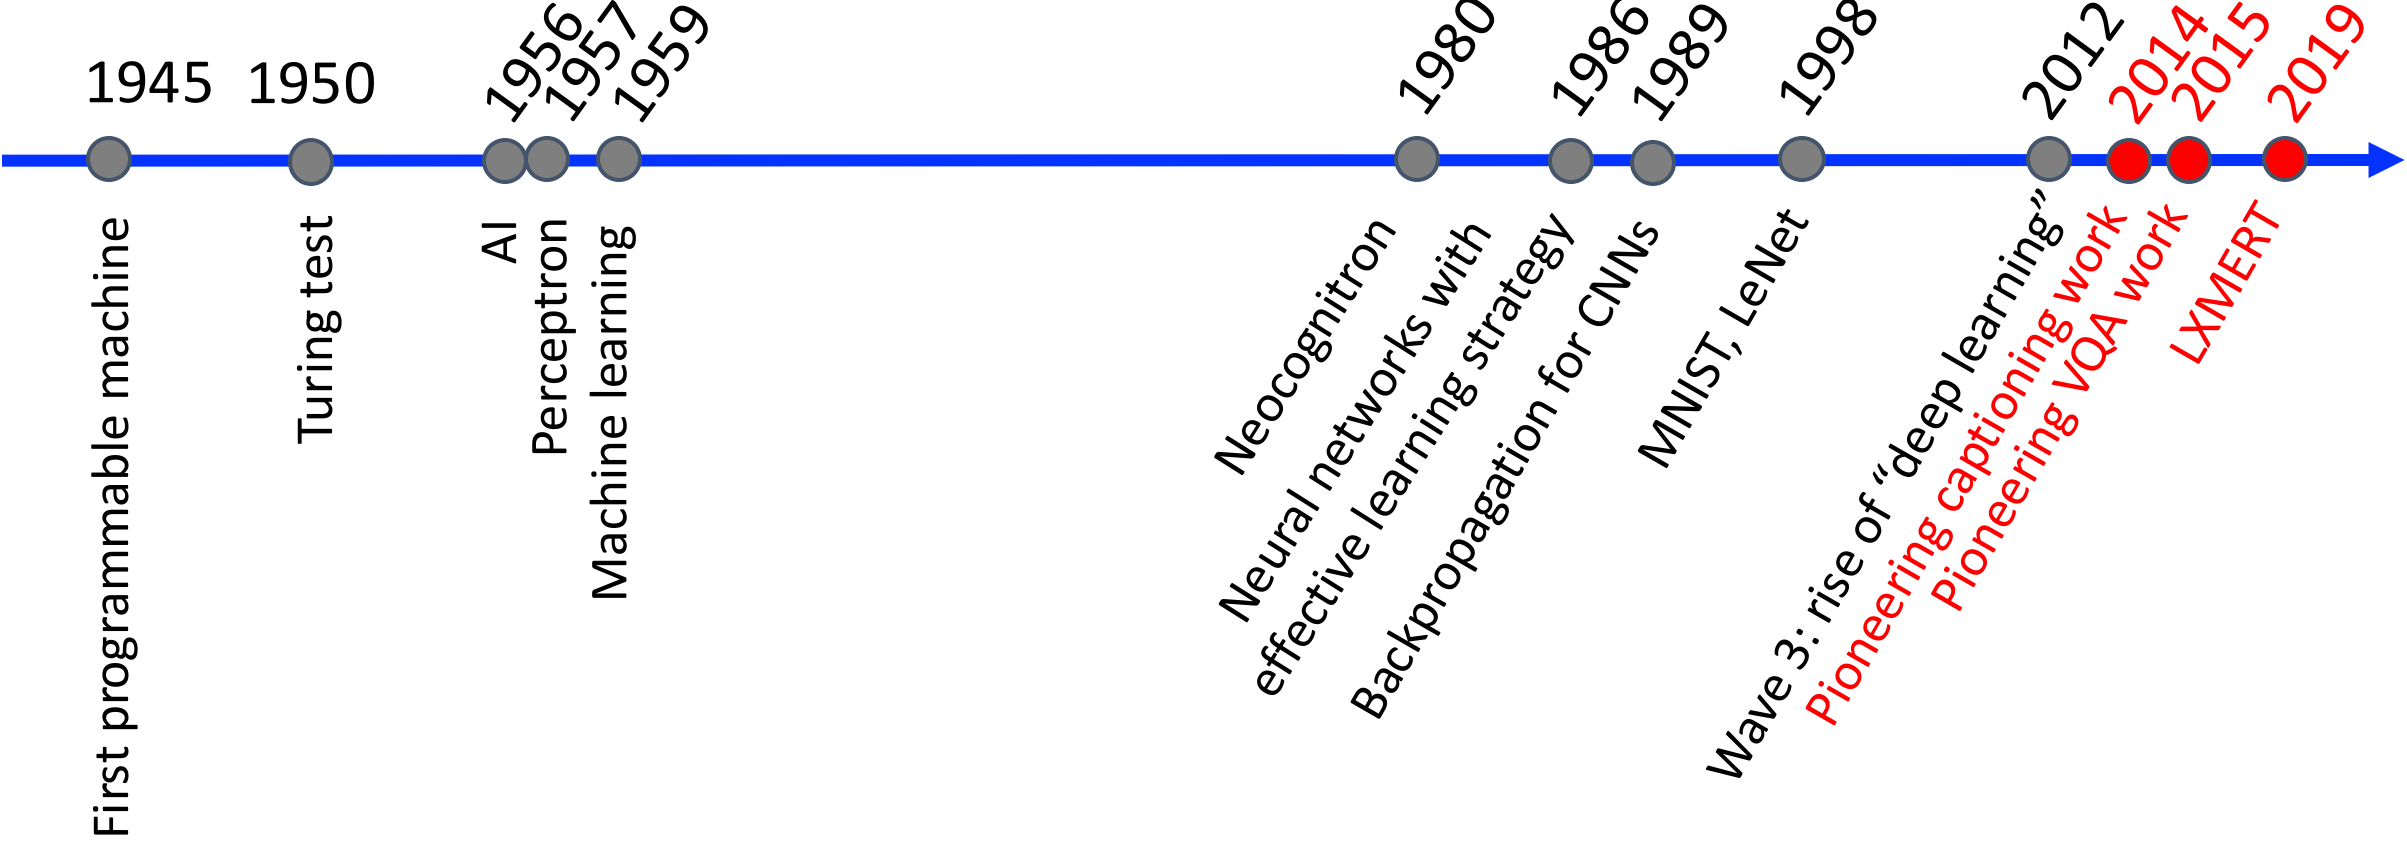 1945
1950
1956
1957
1959
1980
1986
1989
1998
2012
2014
2015
2019
First programmable machine
Turing test
AI
Perceptron
Machine learning
Neocognitron
Neural networks with
effective learning strategy
Backpropagation for CNNs
MNIST, LeNet
Wave 3: rise of “deep learning”
Pioneering captioning work
Pioneering VQA work
LXMERT